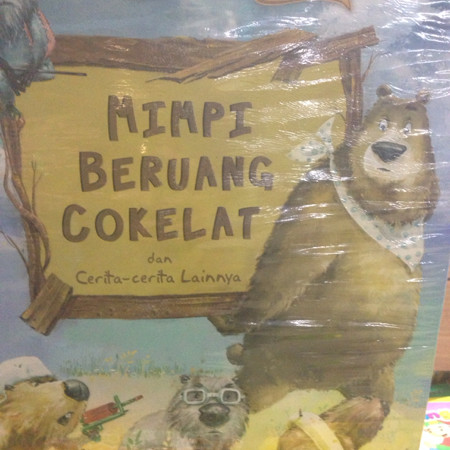 MIMPI
BERUANG
COKELAT
dan
Cerita-cerita Lainnya